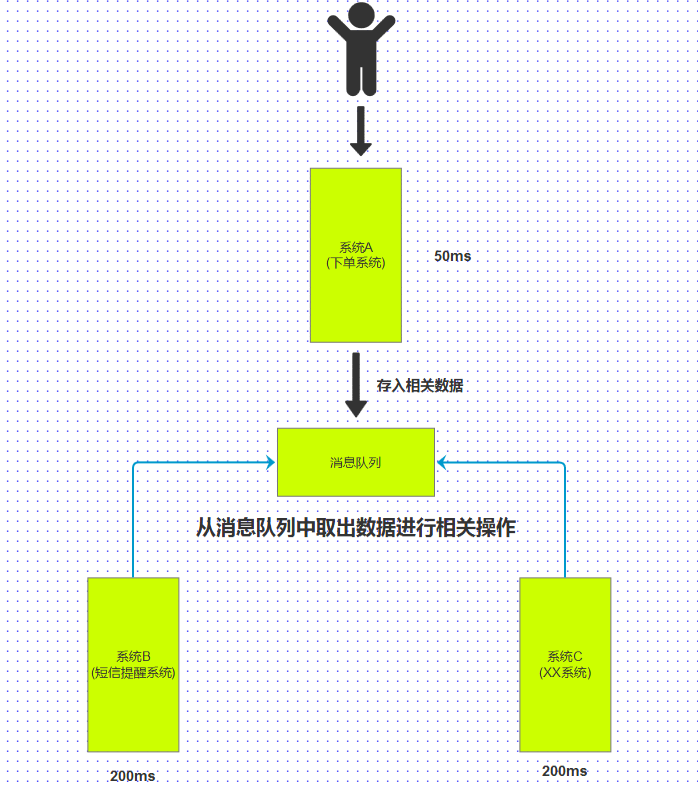 系统A
(下单系统)
50ms
存入相关数据
消息队列
从消息队列中取出数据进行相关操作
系统B
(短信提醒系统)
系统C
(XX系统)
200ms
200ms